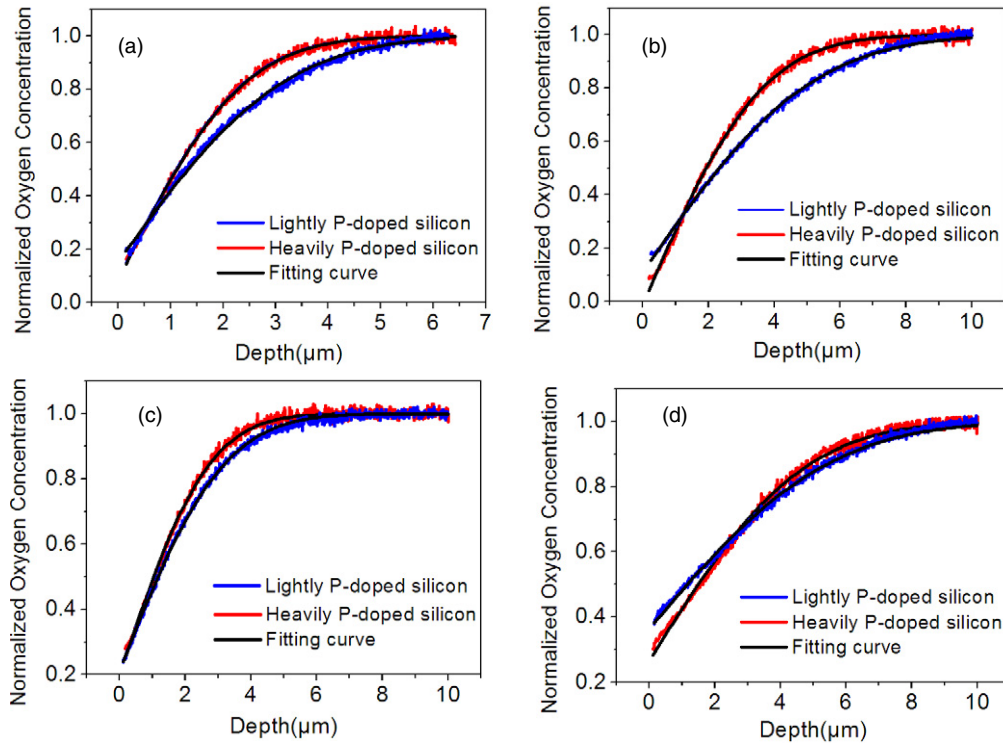 (a)
Normalized Oxygen Concentration
1.0
0.8
0.6
0.4
0.2
0.0
Lightly P-doped silicon
Heavily P-doped silicon
Fitting curve
0 1 2 3 4 5 6 7
Depth(µm)
(b)
Normalized Oxygen Concentration
1.0
0.8
0.6
0.4
0.2
0.0
Lightly P-doped silicon
Heavily P-doped silicon
Fitting curve
0 2 4 6 8 10
Depth(µm)
(c)
Normalized Oxygen Concentration
1.0
0.8
0.6
0.4
0.2
Lightly P-doped silicon
Heavily P-doped silicon
Fitting curve
0 2 4 6 8 10
Depth(µm)
(d)
Normalized Oxygen Concentration
1.0
0.8
0.6
0.4
0.2
Lightly P-doped silicon
Heavily P-doped silicon
Fitting curve
0 2 4 6 8 10
Depth(µm)